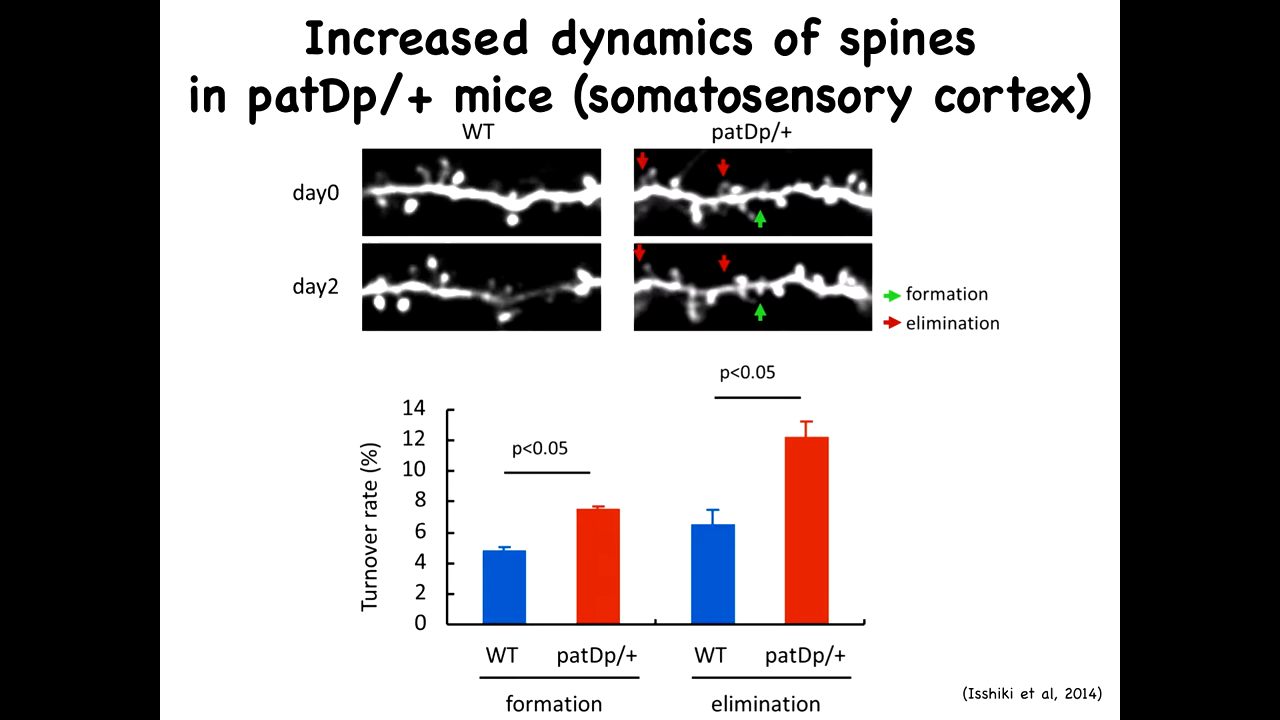 Increased dynamics of spines
in patDp/+ mice (somatosensory cortex)
WT patDp/+
day0
day2
formation
elimination
p<0.05
p<0.05
Turnover rate (%)
14
12
10
8
6
4
2
0
WT patDp/+ WT patDp/+
formation elimination
(Isshiki et al, 2014)